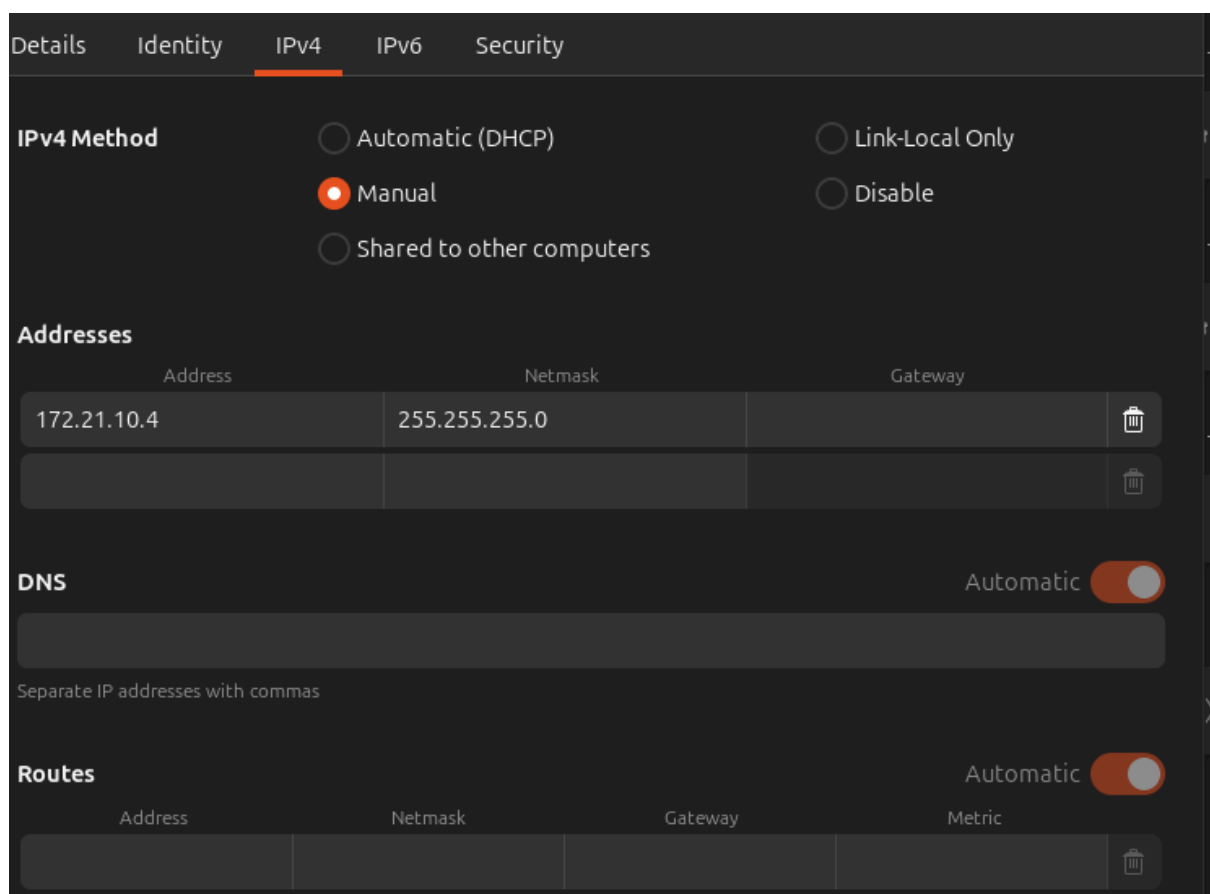 Details Identity IPv4 IPv6 Security
IPv4 Method Automatic (DHCP) Link-Local Only
Manual Disable
Shared to other computers
Addresses
Address Netmask Gateway
172.21.10.4 255.255.255.0
DNS Automatic
Separate IP addresses with commas
Routes Automatic
Address Netmask Gateway Metric